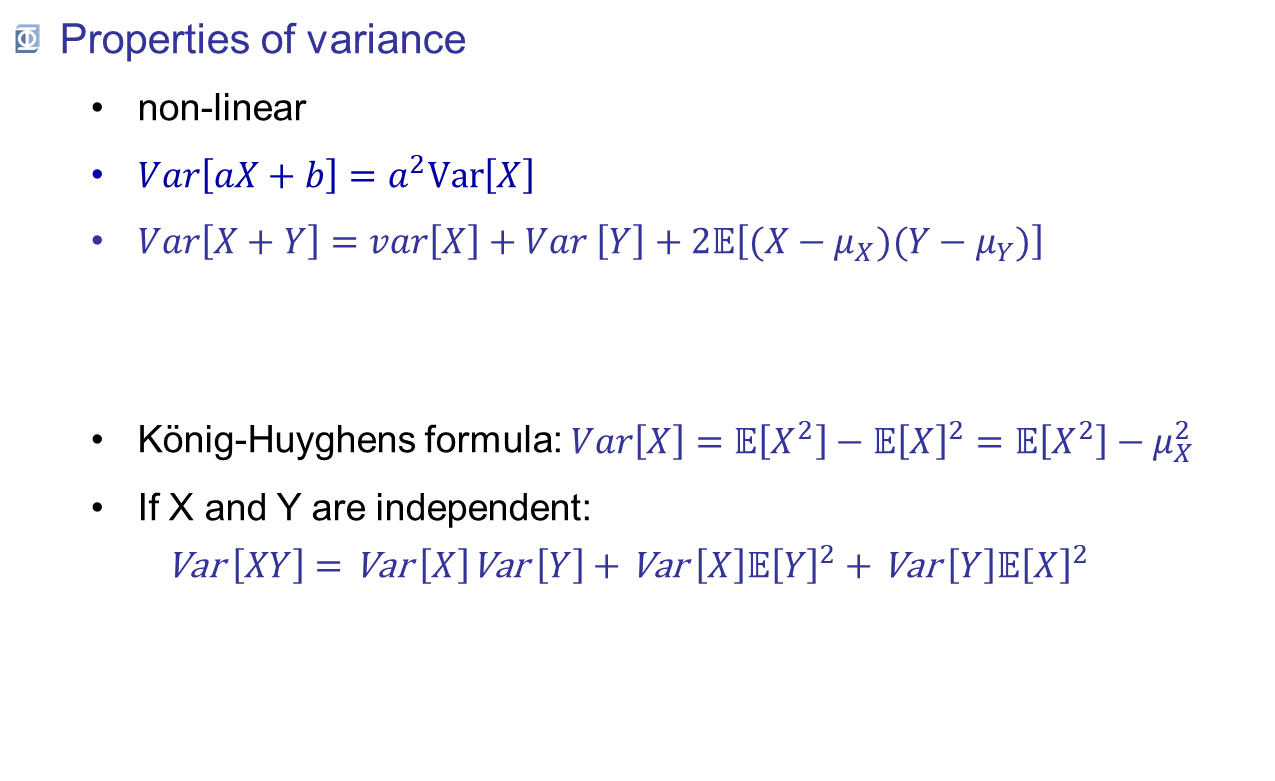 Properties of variance
• non-linear
• Var[aX + b] = a²Var[X]
• Var[X + Y] = var[X] + Var [Y] + 2𝔼[(X − μ_X)(Y − μ_Y)]
• König-Huyghens formula: Var[X] = 𝔼[X²] − 𝔼[X]² = 𝔼[X²] − μ_X²
• If X and Y are independent:
Var[XY] = Var[X]Var[Y] + Var[X]𝔼[Y]² + Var[Y]𝔼[X]²